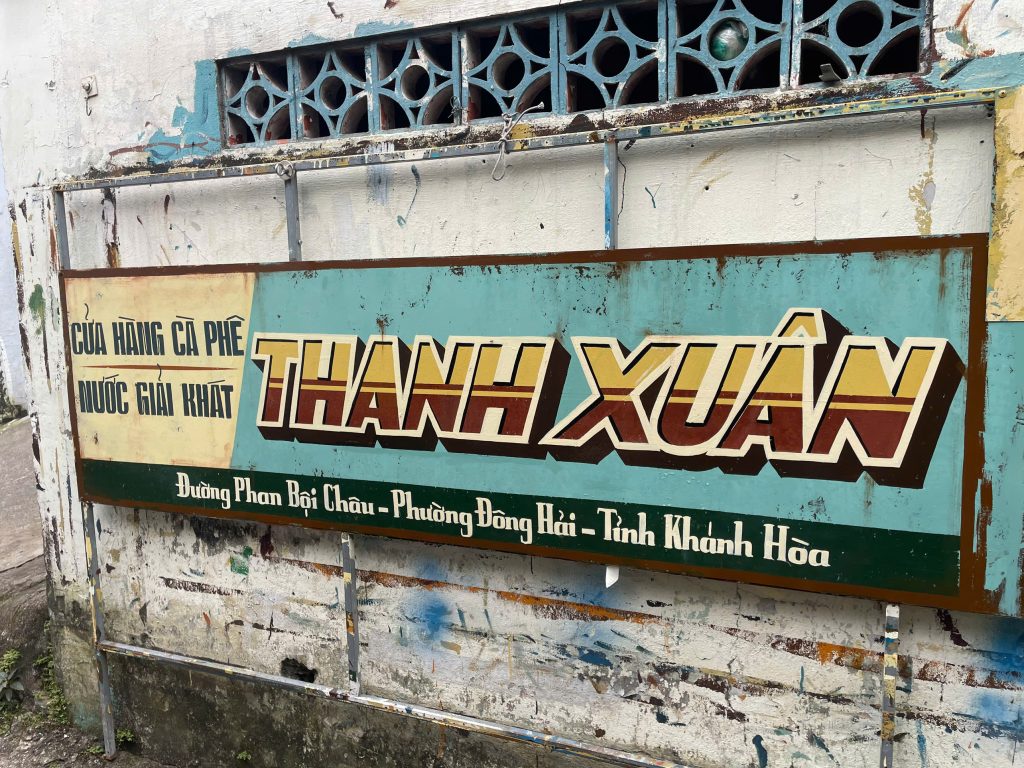 CỬA HÀNG CÀ PHÊ
NƯỚC GIẢI KHÁT
THANH XUÂN
Đường Phan Bội Châu - Phường Đông Hải - Tỉnh Khánh Hòa